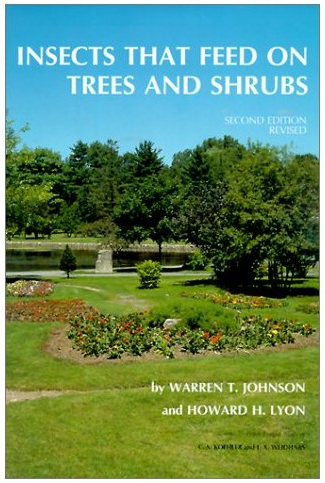 INSECTS THAT FEED ON
TREES AND SHRUBS
SECOND EDITION
REVISED
by WARREN T. JOHNSON
and HOWARD H. LYON